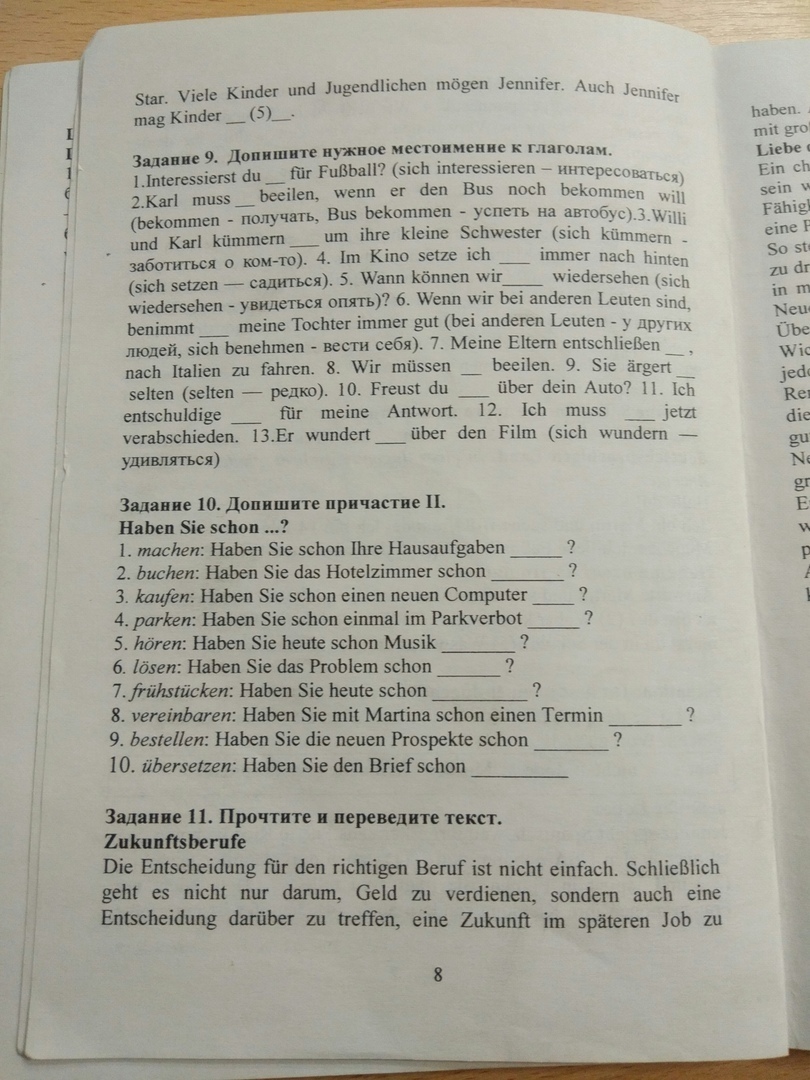 Star. Viele Kinder und Jugendlichen mögen Jennifer. Auch Jennifer
mag Kinder __ (5)__.
Задание 9. Допишите нужное местоимение к глаголам.
1.Interessierst du __ für Fußball? (sich interessieren – интересоваться)
2.Karl muss __ beeilen, wenn er den Bus noch bekommen will
(bekommen - получать, Bus bekommen - успеть на автобус).3.Willi
und Karl kümmern ___ um ihre kleine Schwester (sich kümmern -
заботиться о ком-то). 4. Im Kino setze ich ___ immer nach hinten
(sich setzen — садиться). 5. Wann können wir____ wiedersehen (sich
wiedersehen - увидеться опять)? 6. Wenn wir bei anderen Leuten sind,
benimmt ___ meine Tochter immer gut (bei anderen Leuten - у других
людей, sich benehmen - вести себя). 7. Meine Eltern entschließen __ ,
nach Italien zu fahren. 8. Wir müssen __ beeilen. 9. Sie ärgert __
selten (selten — редко). 10. Freust du ___ über dein Auto? 11. Ich
entschuldige ___ für meine Antwort. 12. Ich muss ___ jetzt
verabschieden. 13.Er wundert ___ über den Film (sich wundern —
удивляться)
Задание 10. Допишите причастие II.
Haben Sie schon ...?
1. machen: Haben Sie schon Ihre Hausaufgaben _____ ?
2. buchen: Haben Sie das Hotelzimmer schon _______ ?
3. kaufen: Haben Sie schon einen neuen Computer ____ ?
4. parken: Haben Sie schon einmal im Parkverbot _____ ?
5. hören: Haben Sie heute schon Musik _______ ?
6. lösen: Haben Sie das Problem schon ______ ?
7. frühstücken: Haben Sie heute schon _________ ?
8. vereinbaren: Haben Sie mit Martina schon einen Termin _______ ?
9. bestellen: Haben Sie die neuen Prospekte schon _______ ?
10. übersetzen: Haben Sie den Brief schon _________
Задание 11. Прочтите и переведите текст.
Zukunftsberufe
Die Entscheidung für den richtigen Beruf ist nicht einfach. Schließlich
geht es nicht nur darum, Geld zu verdienen, sondern auch eine
Entscheidung darüber zu treffen, eine Zukunft im späteren Job zu
8
haben.
mit
Liebe
Ein
sein
eine
So
zu
in
die